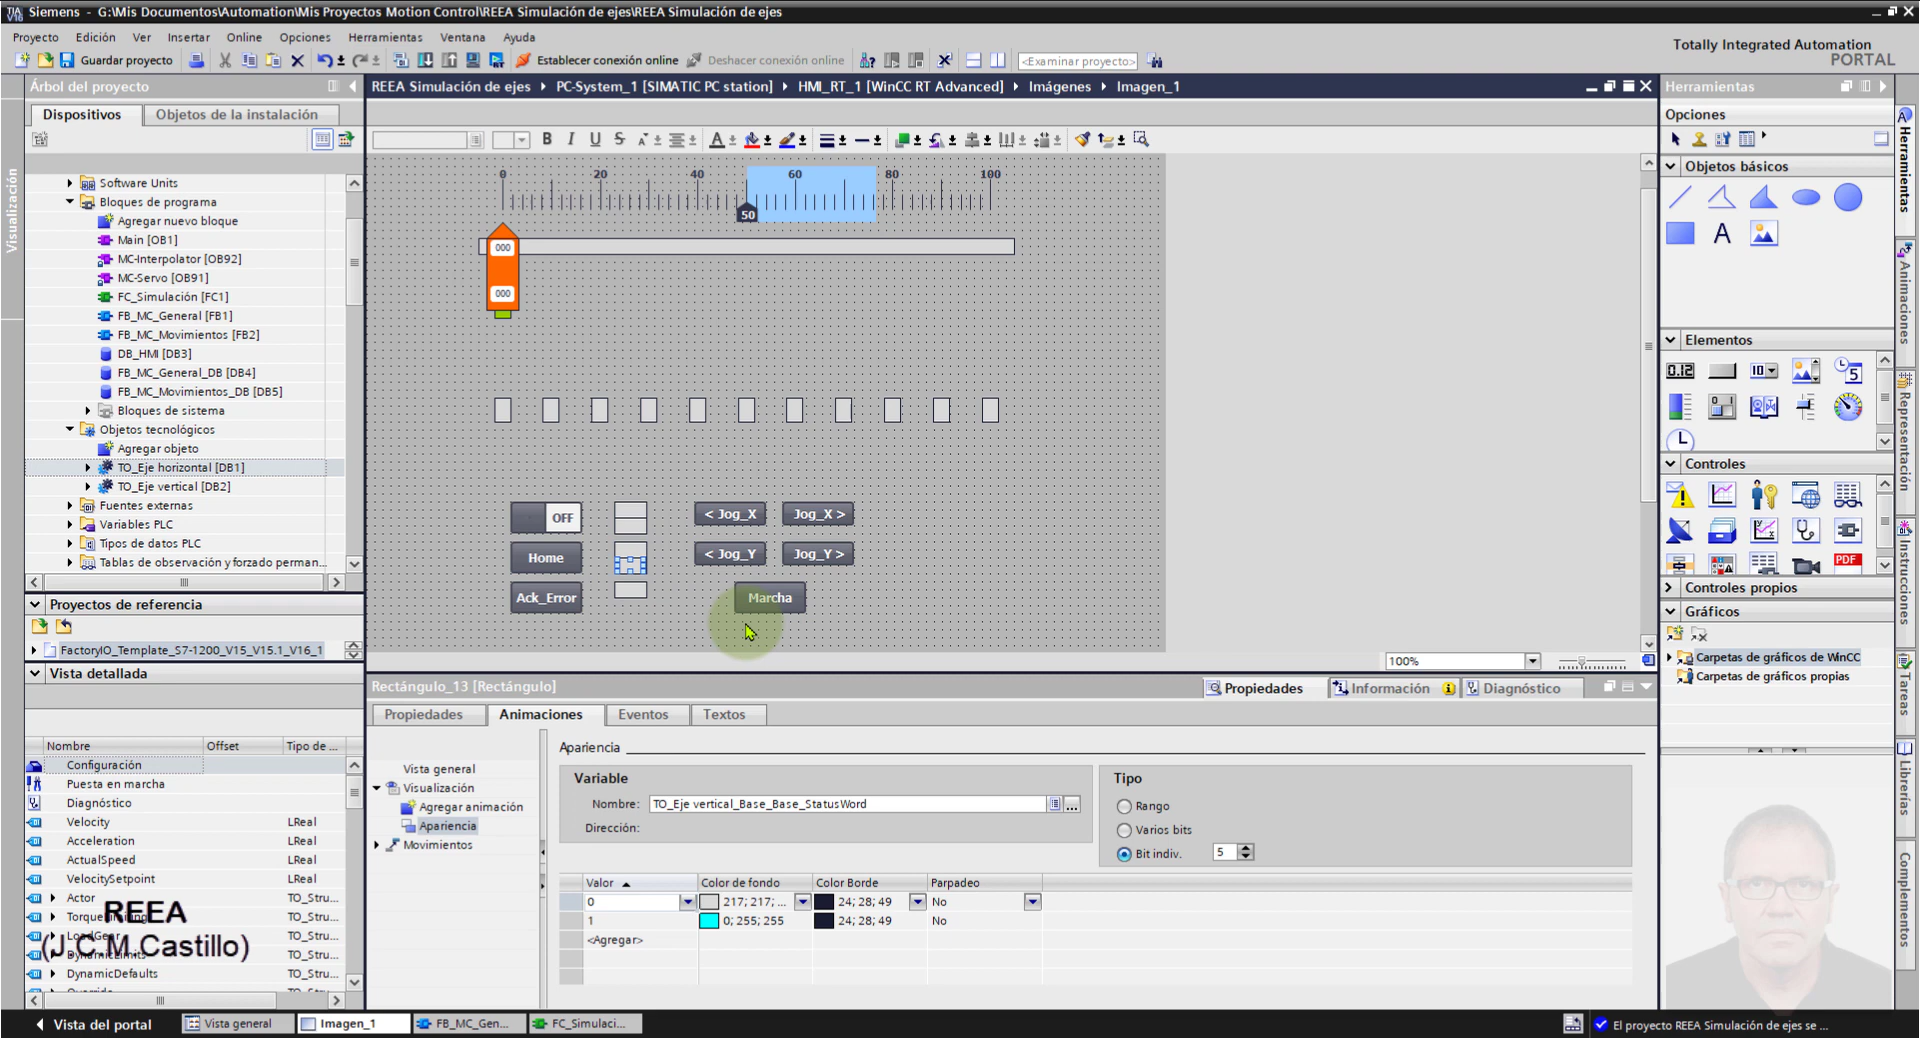 Siemens - G:\Mis Documentos\Automation\Mis Proyectos Motion Control\REEA Simulación de ejes\REEA Simulación de ejes
Proyecto Edición Ver Insertar Online Opciones Herramientas Ventana Ayuda
Totally Integrated Automation
PORTAL
Guardar proyecto
Establecer conexión online
Deshacer conexión online
<Examinar proyecto>
Árbol del proyecto
REEA Simulación de ejes PC-System_1 [SIMATIC PC station] HMI_RT_1 [WinCC RT Advanced] Imágenes Imagen_1
Dispositivos
Objetos de la instalación
Visualización
Software Units
Bloques de programa
Agregar nuevo bloque
Main [OB1]
MC-Interpolator [OB92]
MC-Servo [OB91]
FC_Simulación [FC1]
FB_MC_General [FB1]
FB_MC_Movimientos [FB2]
DB_HMI [DB3]
FB_MC_General_DB [DB4]
FB_MC_Movimientos_DB [DB5]
Bloques de sistema
Objetos tecnológicos
Agregar objeto
TO_Eje horizontal [DB1]
TO_Eje vertical [DB2]
Fuentes externas
Variables PLC
Tipos de datos PLC
Tablas de observación y forzado perman...
Proyectos de referencia
FactoryIO_Template_S7-1200_V15_V15.1_V16_1
Vista detallada
Nombre Offset Tipo de ...
Configuración
Puesta en marcha
Diagnóstico
Velocity LReal
Acceleration LReal
ActualSpeed LReal
VelocitySetpoint LReal
Actor TO_Stru...
TO_Stru...
LoadGear TO_Stru...
DynamicLimits TO_Stru...
DynamicDefaults TO_Stru...
REEA
(J.C.M.Castillo)
0 20 40 60 80 100
50
000
000
OFF
Home
Ack_Error
< Jog_X
Jog_X >
< Jog_Y
Jog_Y >
Marcha
100%
Rectángulo_13 [Rectángulo]
Propiedades
Información
Diagnóstico
Propiedades
Animaciones
Eventos
Textos
Vista general
Visualización
Agregar animación
Apariencia
Movimientos
Apariencia
Variable
Nombre: TO_Eje vertical_Base_Base_StatusWord
Dirección:
Tipo
Rango
Varios bits
Bit indiv. 5
Valor Color de fondo Color Borde Parpadeo
0 217; 217; ... 24; 28; 49 No
1 0; 255; 255 24; 28; 49 No
<Agregar>
Herramientas
Opciones
Objetos básicos
Elementos
Controles
PDF
Controles propios
Gráficos
Carpetas de gráficos de WinCC
Carpetas de gráficos propias
Herramientas
Animaciones
Representación
Instrucciones
Tareas
Librerías
Complementos
Vista del portal
Vista general
Imagen_1
FB_MC_Gen...
FC_Simulaci...
El proyecto REEA Simulación de ejes se ...